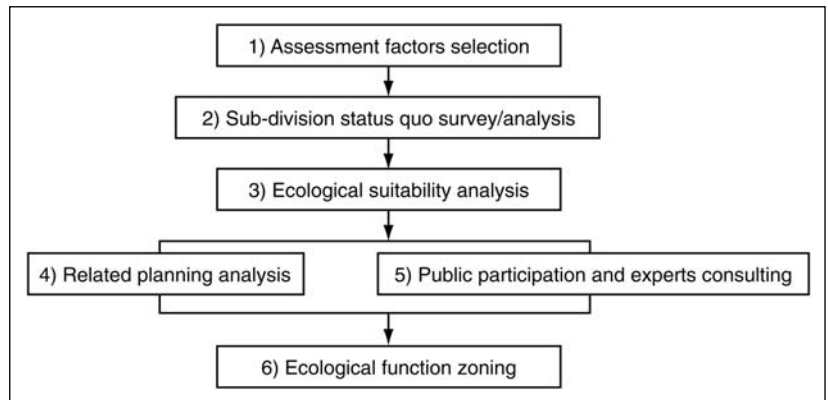 1) Assessment factors selection
2) Sub-division status quo survey/analysis
3) Ecological suitability analysis
4) Related planning analysis
5) Public participation and experts consulting
6) Ecological function zoning